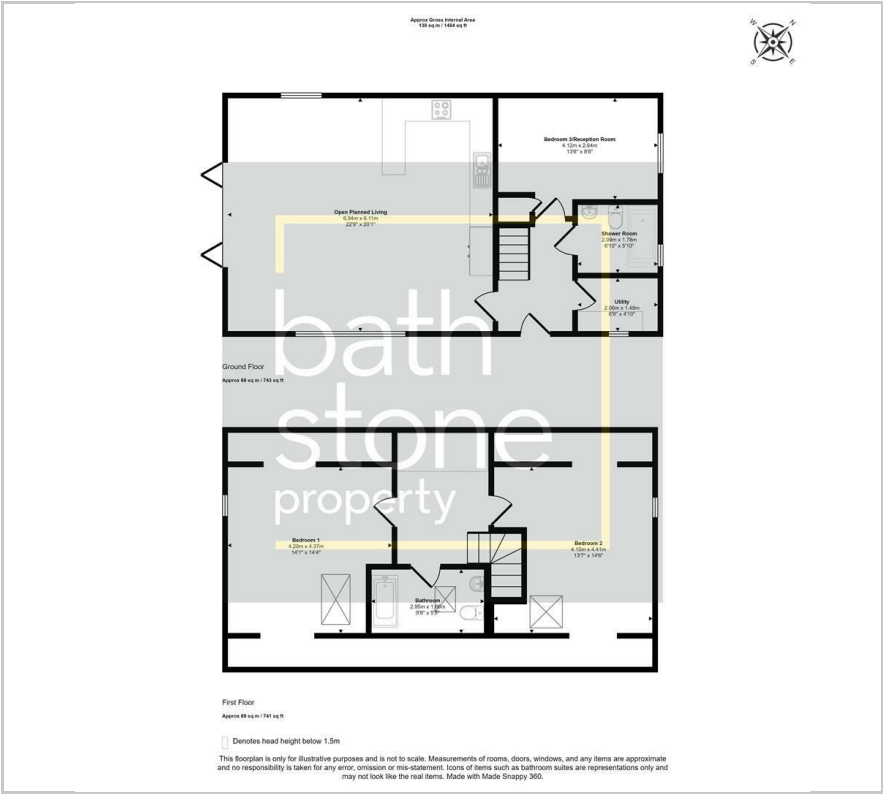 Approx Gross Internal Area
138 sq m / 1484 sq ft
W N
S E
Bedroom 3/Reception Room
4.12m x 2.64m
13'6" x 8'8"
Open Planned Living
6.94m x 6.11m
22'9" x 20'1"
Shower Room
2.09m x 1.78m
6'10" x 5'10"
Utility
2.06m x 1.48m
6'9" x 4'10"
bath
stone
property
Ground Floor
Approx 69 sq m / 743 sq ft
Bedroom 1
4.29m x 4.37m
14'1" x 14'4"
Bedroom 2
4.15m x 4.41m
13'7" x 14'6"
Bathroom
2.95m x
9'8" x 5'5"
First Floor
Approx 69 sq m / 741 sq ft
Denotes head height below 1.5m
This floorplan is only for illustrative purposes and is not to scale. Measurements of rooms, doors, windows, and any items are approximate
and no responsibility is taken for any error, omission or mis-statement. Icons of items such as bathroom suites are representations only and
may not look like the real items. Made with Made Snappy 360.